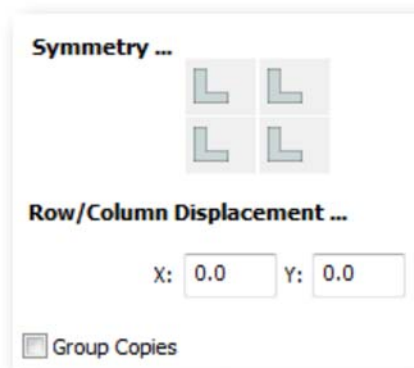 Symmetry ...
Row/Column Displacement ...
X: 0.0 Y: 0.0
Group Copies